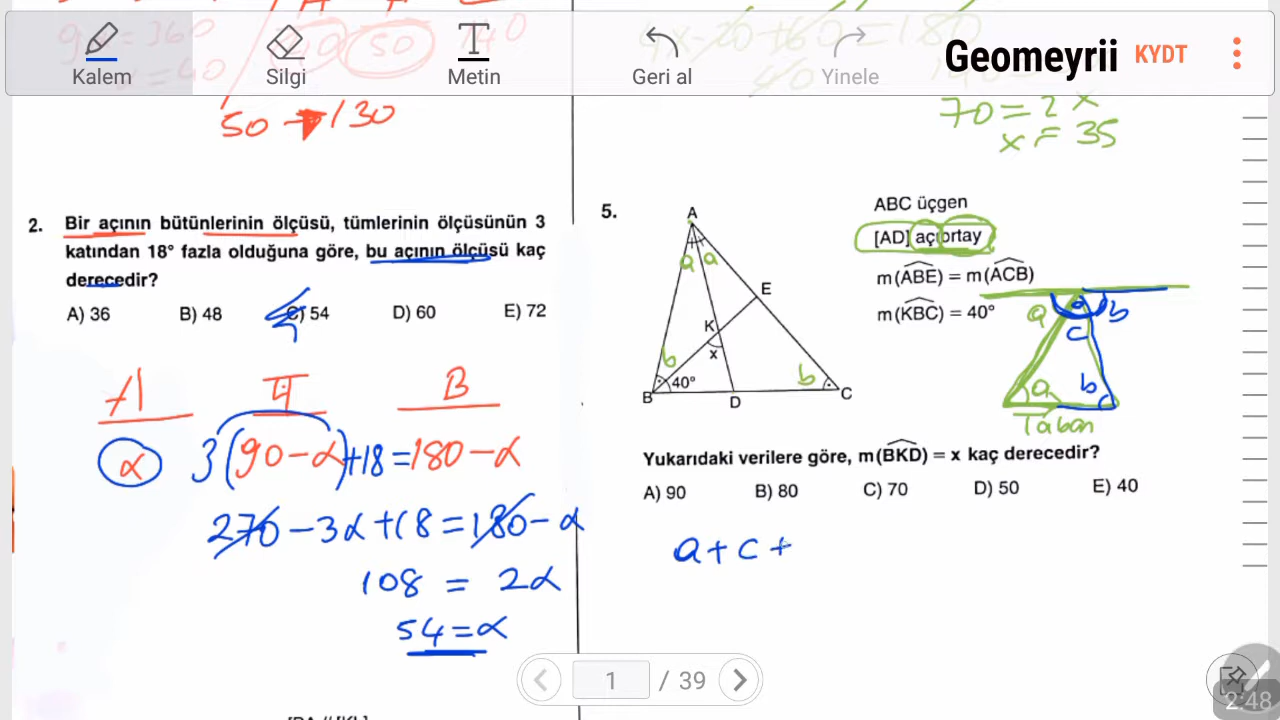 Kalem
Silgi
Metin
Geri al
Yinele
Geomeyrii KYDT
50 → 130
70 = 2x
x = 35
2. Bir açının bütünlerinin ölçüsü, tümlerinin ölçüsünün 3
katından 18° fazla olduğuna göre, bu açının ölçüsü kaç
derecedir?
A) 36 B) 48 C) 54 D) 60 E) 72
A T B
α 3(90-α)+18=180-α
270-3α+18=180-α
108 = 2α
54=α
5.
A
a a
E
K
x
b
40°
b
B
D
C
ABC üçgen
[AD] açıortay
m(ABE) = m(ACB)
m(KBC) = 40°
a
c
b
a
b
Taban
Yukarıdaki verilere göre, m(BKD) = x kaç derecedir?
A) 90 B) 80 C) 70 D) 50 E) 40
a+c+
1 / 39
2:48